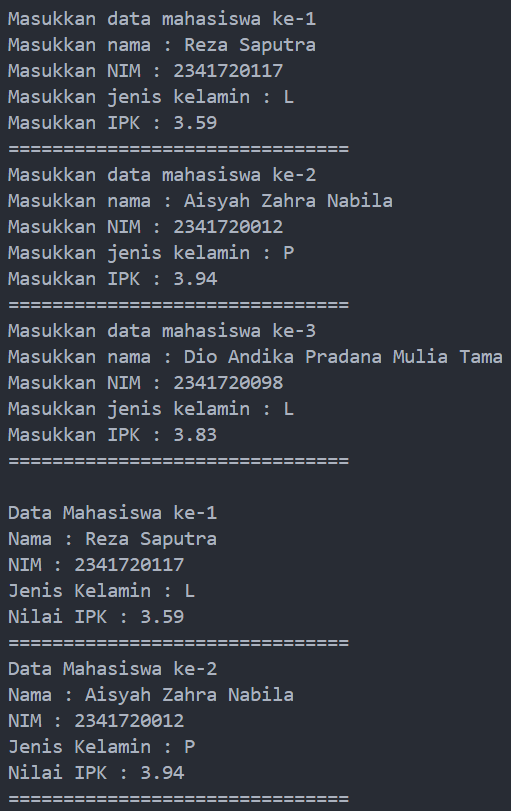 Masukkan data mahasiswa ke-1
Masukkan nama : Reza Saputra
Masukkan NIM : 2341720117
Masukkan jenis kelamin : L
Masukkan IPK : 3.59
===============================
Masukkan data mahasiswa ke-2
Masukkan nama : Aisyah Zahra Nabila
Masukkan NIM : 2341720012
Masukkan jenis kelamin : P
Masukkan IPK : 3.94
===============================
Masukkan data mahasiswa ke-3
Masukkan nama : Dio Andika Pradana Mulia Tama
Masukkan NIM : 2341720098
Masukkan jenis kelamin : L
Masukkan IPK : 3.83
===============================

Data Mahasiswa ke-1
Nama : Reza Saputra
NIM : 2341720117
Jenis Kelamin : L
Nilai IPK : 3.59
===============================
Data Mahasiswa ke-2
Nama : Aisyah Zahra Nabila
NIM : 2341720012
Jenis Kelamin : P
Nilai IPK : 3.94
===============================